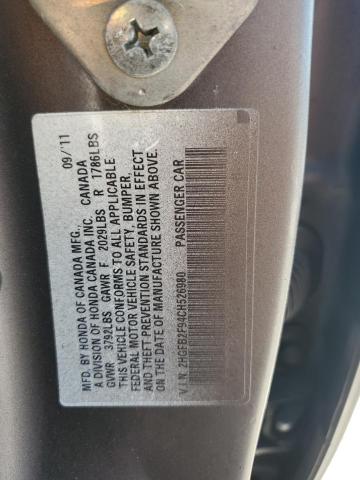 MFD. BY HONDA OF CANADA MFG. 09/11
A DIVISION OF HONDA CANADA INC. CANADA
GVWR 3792LBS GAWR F 2029LBS R 1786LBS
THIS VEHICLE CONFORMS TO ALL APPLICABLE
FEDERAL MOTOR VEHICLE SAFETY, BUMPER,
AND THEFT PREVENTION STANDARDS IN EFFECT
ON THE DATE OF MANUFACTURE SHOWN ABOVE.
V.I.N. 2HGFB2F94CH526980 PASSENGER CAR